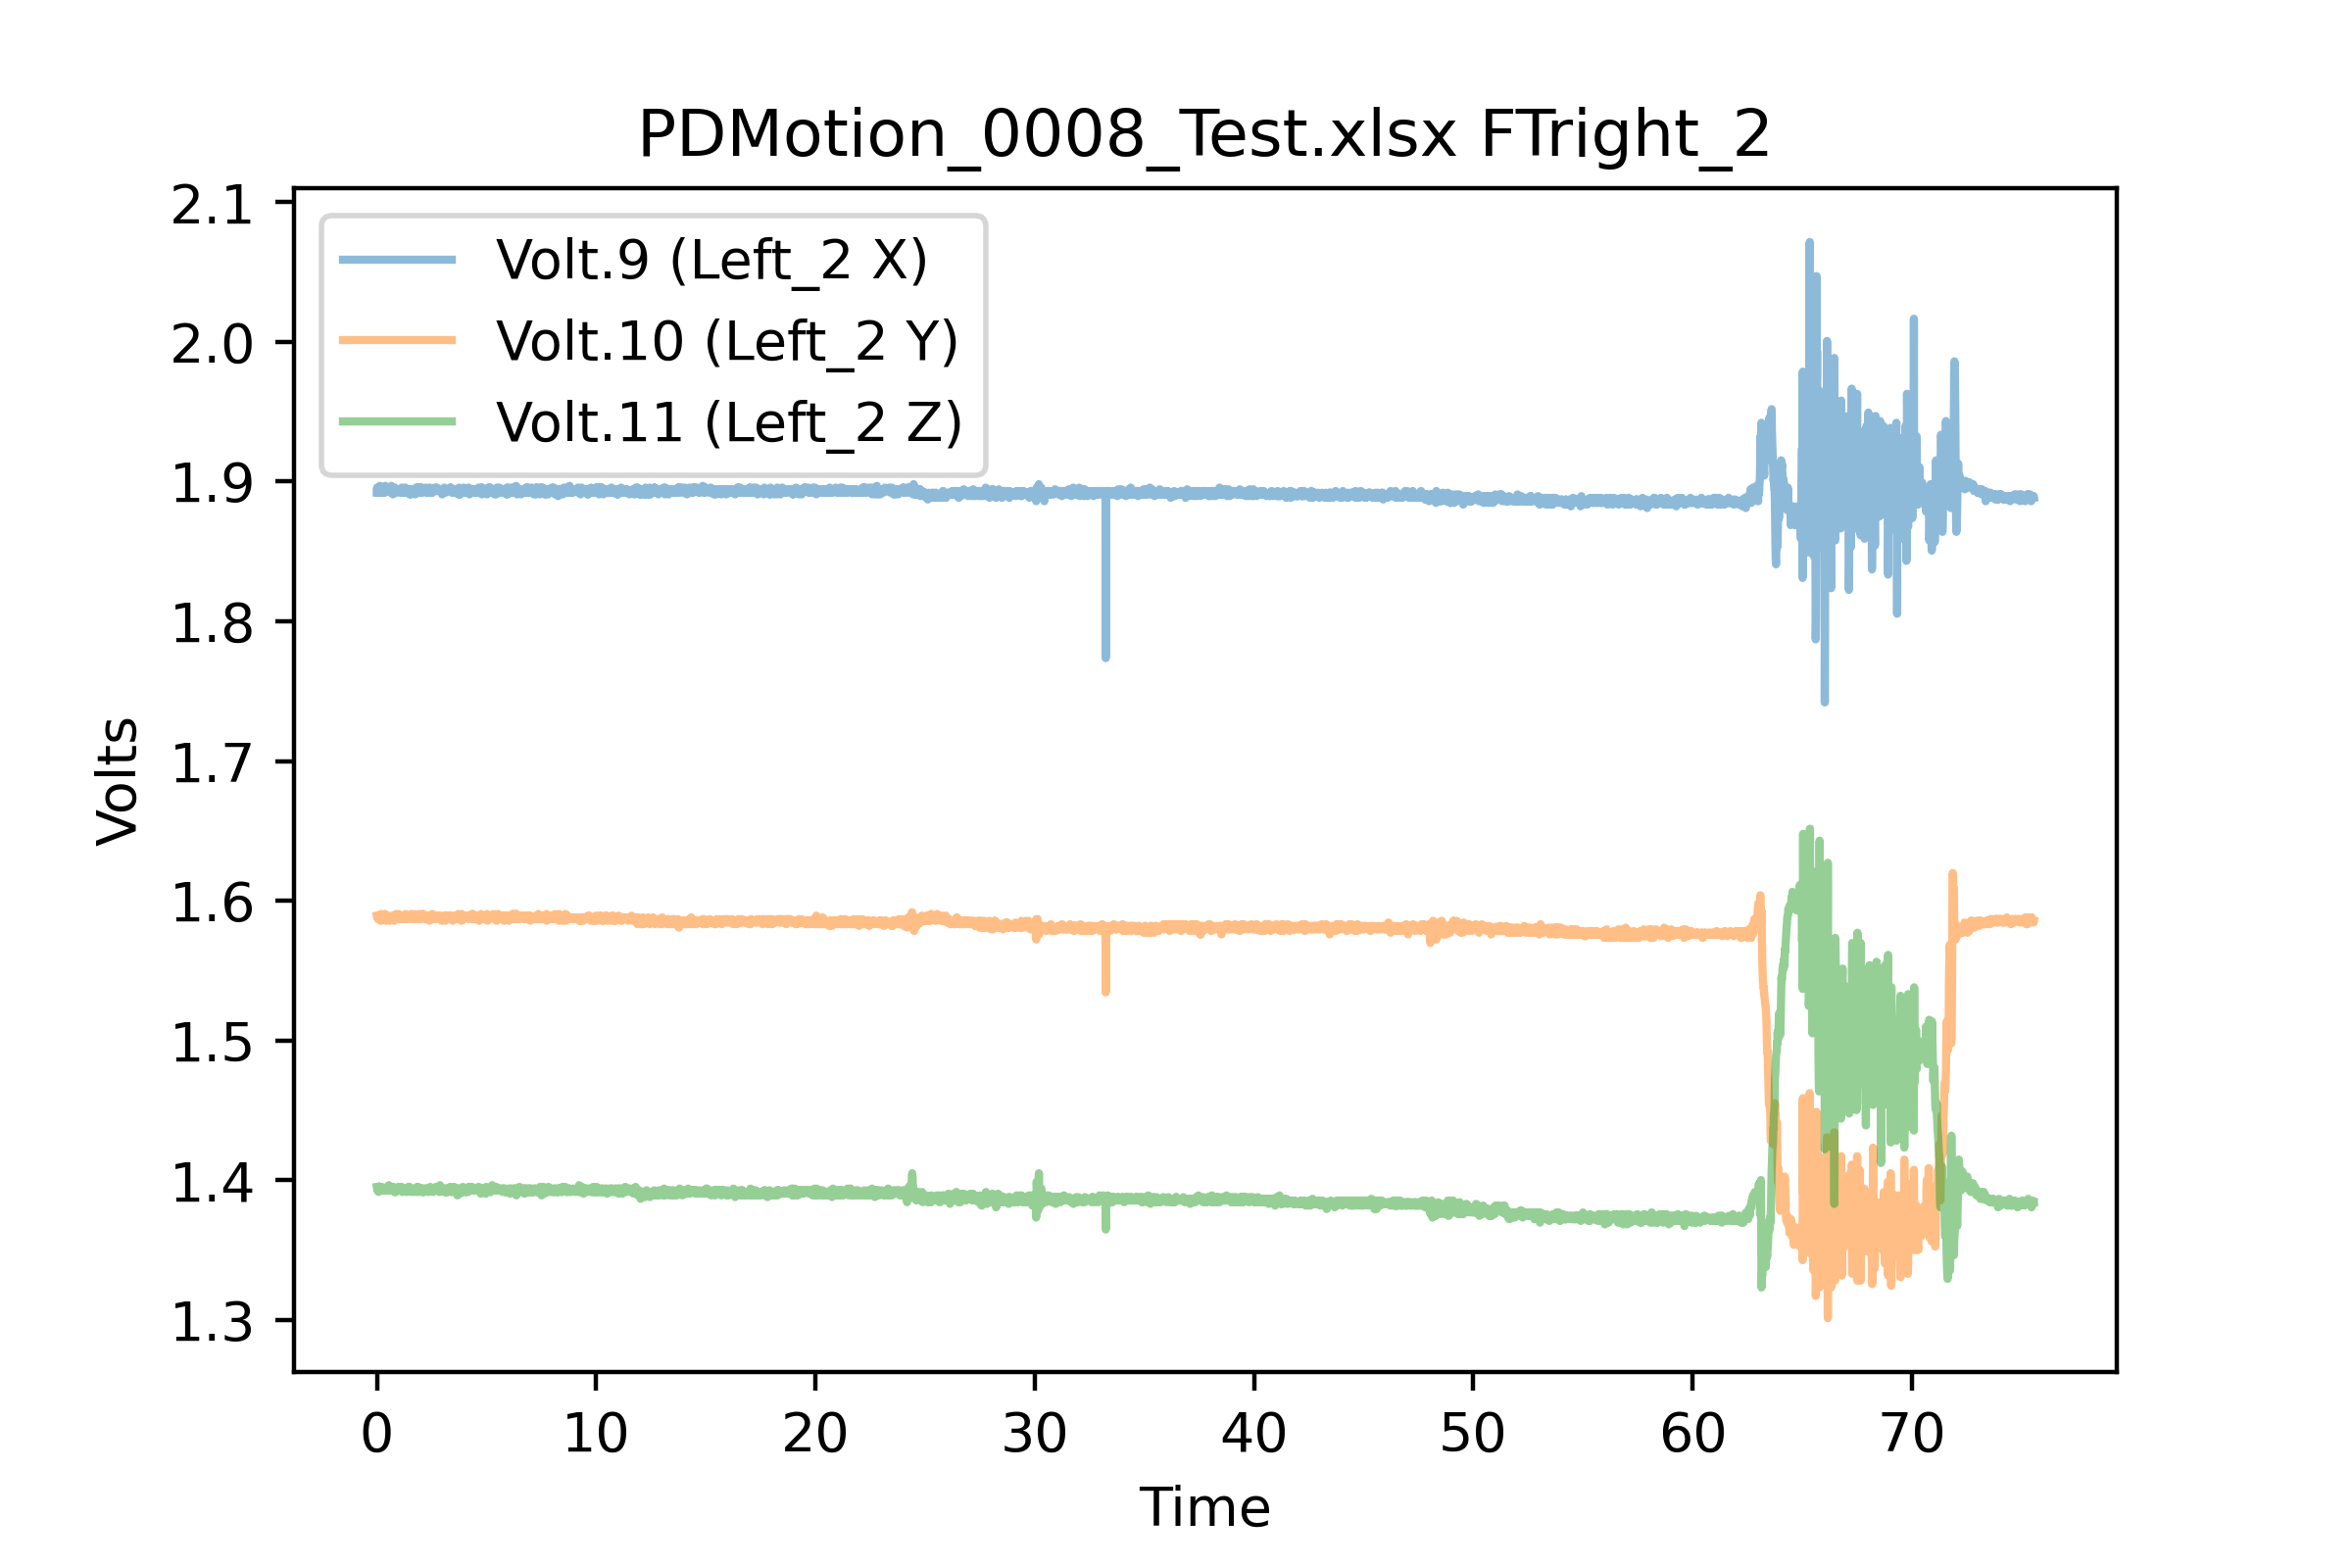 PDMotion_0008_Test.xlsx FTright_2
2.1
2.0
1.9
1.8
1.7
1.6
1.5
1.4
1.3
Volts
Volt.9 (Left_2 X)
Volt.10 (Left_2 Y)
Volt.11 (Left_2 Z)
0 10 20 30 40 50 60 70
Time